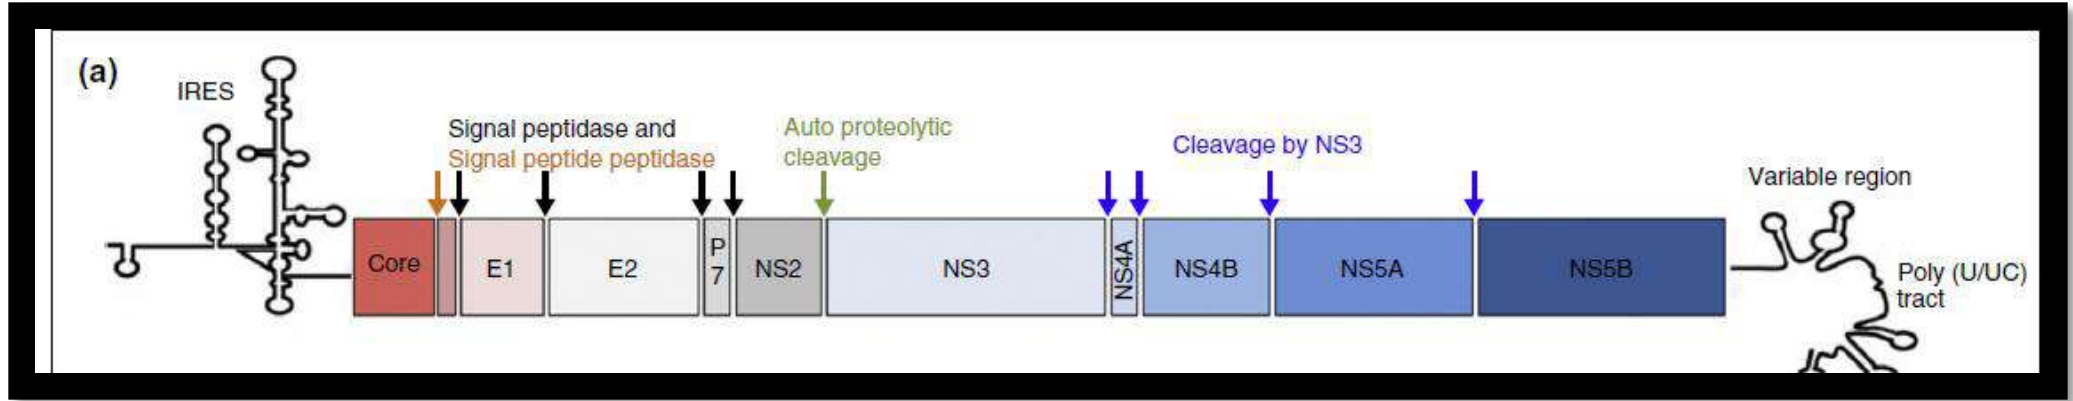 (a)
IRES
Signal peptidase and
Signal peptide peptidase
Auto proteolytic
cleavage
Cleavage by NS3
Variable region
Core
E1
E2
P
7
NS2
NS3
NS4A
NS4B
NS5A
NS5B
Poly (U/UC)
tract